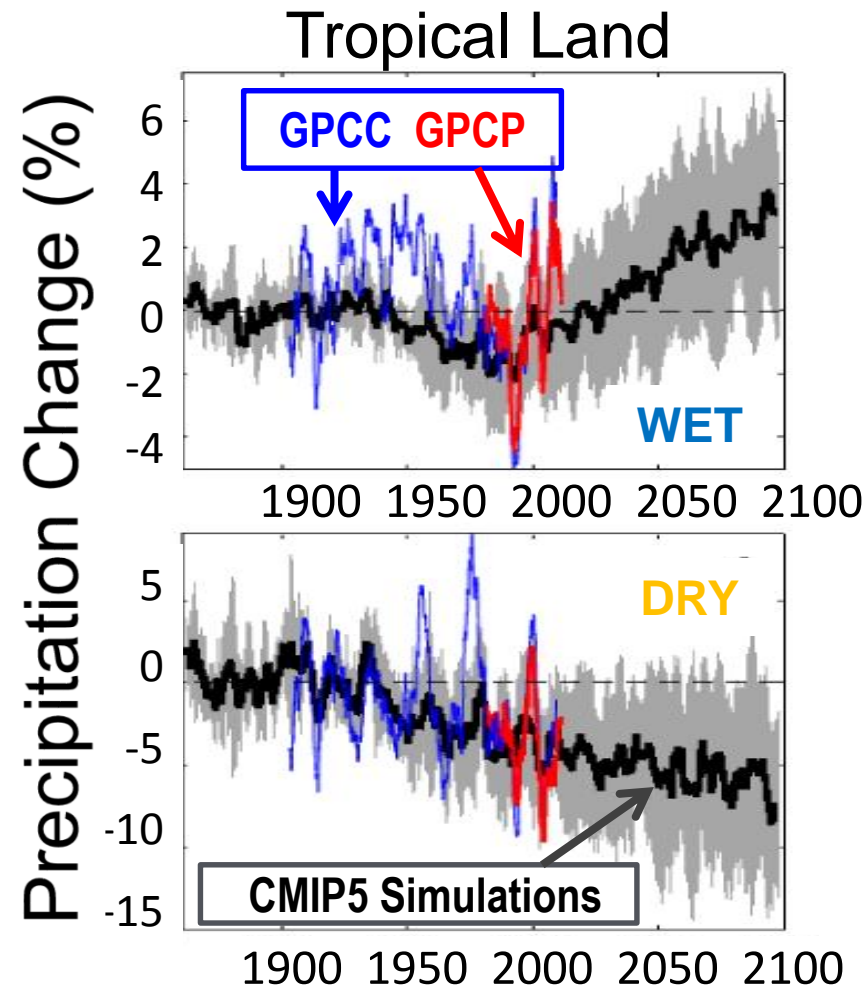 Tropical Land
Precipitation Change (%)
GPCC GPCP
6
4
2
0
-2
-4
WET
1900 1950 2000 2050 2100
5
0
-5
-10
-15
DRY
CMIP5 Simulations
1900 1950 2000 2050 2100